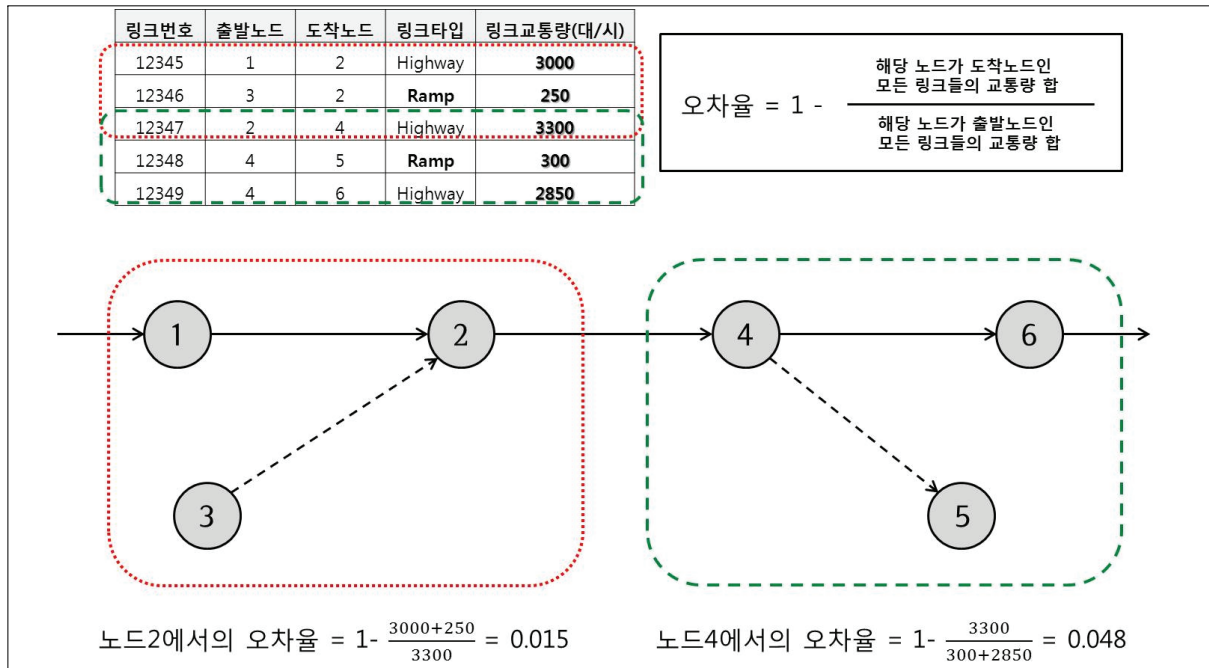 링크번호 출발노드 도착노드 링크타입 링크교통량(대/시)
12345 1 2 Highway 3000
12346 3 2 Ramp 250
12347 2 4 Highway 3300
12348 4 5 Ramp 300
12349 4 6 Highway 2850
오차율 = 1 -
해당 노드가 도착노드인
모든 링크들의 교통량 합
해당 노드가 출발노드인
모든 링크들의 교통량 합
1 2 4 6
3 5
노드2에서의 오차율 = 1- (3000+250)/3300 = 0.015
노드4에서의 오차율 = 1- 3300/(300+2850) = 0.048